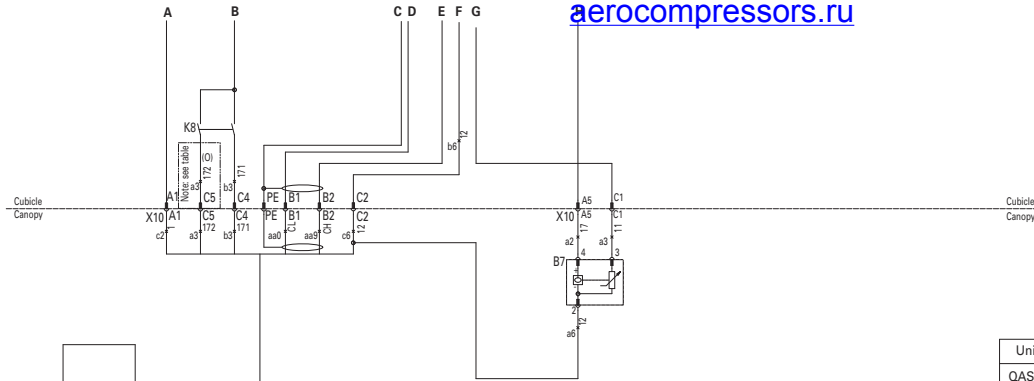 A B C D E F G
aerocompressors.ru
K8
Note: see table
(O)
a3 172
b3 171
b6 12
A1 C5 C4 PE B1 B2 C2 A5 C1
Cubicle Cubicle
Canopy Canopy
X10 A1 C5 C4 PE B1 B2 C2 X10 A5 C1
c2 1
a3 172
b3 171
aa0 CL
aa9 CH
c6 12
a2 17
a3 11
B7 4 3
+
-
2
a6 12
Uni
QAS